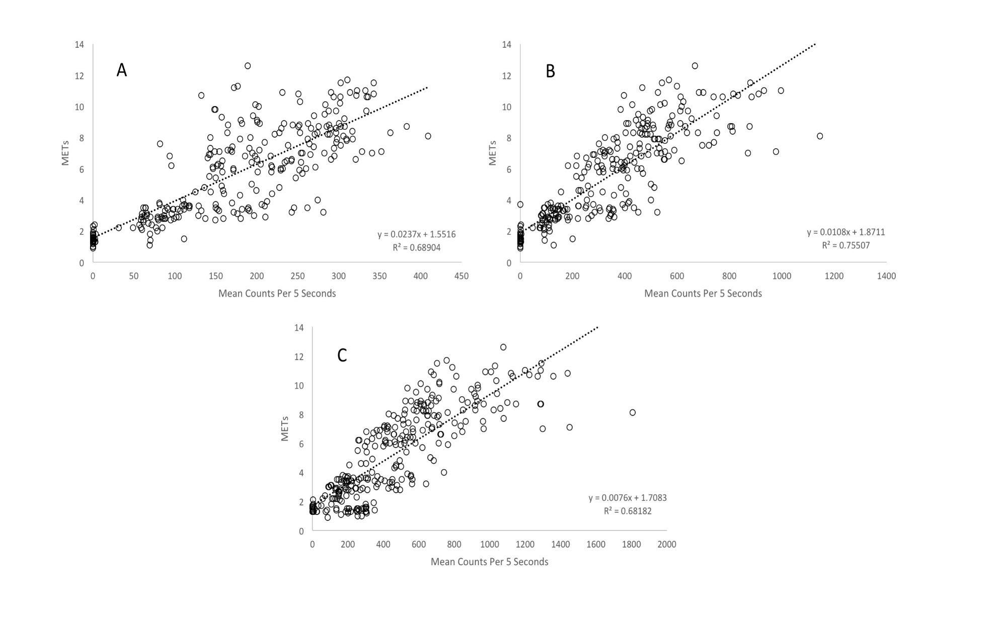 14
12
10
8
6
4
2
0
METs
A
y = 0.0237x + 1.5516
R² = 0.68904
0 50 100 150 200 250 300 350 400 450
Mean Counts Per 5 Seconds
14
12
10
8
6
4
2
0
METs
B
y = 0.0108x + 1.8711
R² = 0.75507
0 200 400 600 800 1000 1200 1400
Mean Counts Per 5 Seconds
14
12
10
8
6
4
2
0
METs
C
y = 0.0076x + 1.7083
R² = 0.68182
0 200 400 600 800 1000 1200 1400 1600 1800 2000
Mean Counts Per 5 Seconds